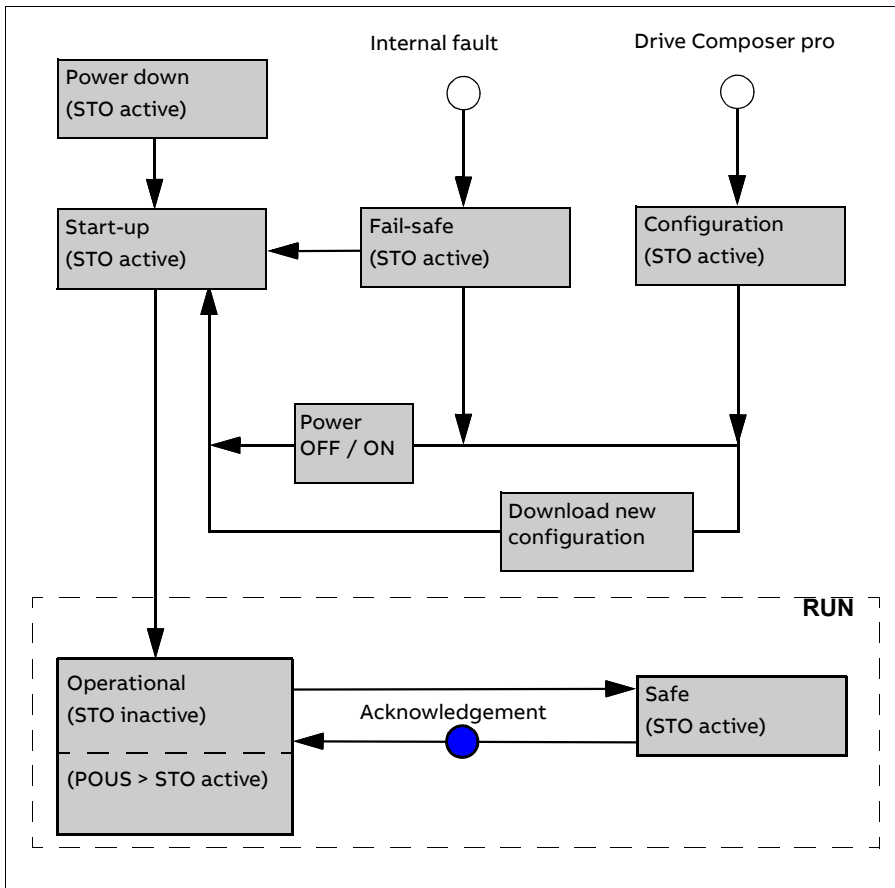 Internal fault
Drive Composer pro
Power down
(STO active)
Start-up
(STO active)
Fail-safe
(STO active)
Configuration
(STO active)
Power
OFF / ON
Download new
configuration
RUN
Operational
(STO inactive)
(POUS > STO active)
Acknowledgement
Safe
(STO active)